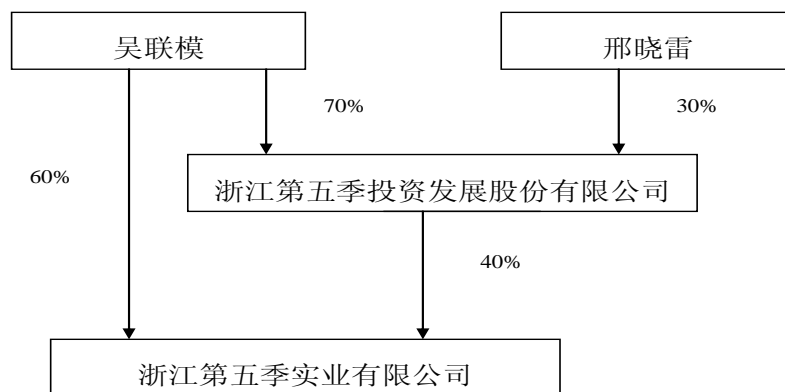 吴联模
邢晓雷
70%
30%
60%
浙江第五季投资发展股份有限公司
40%
浙江第五季实业有限公司